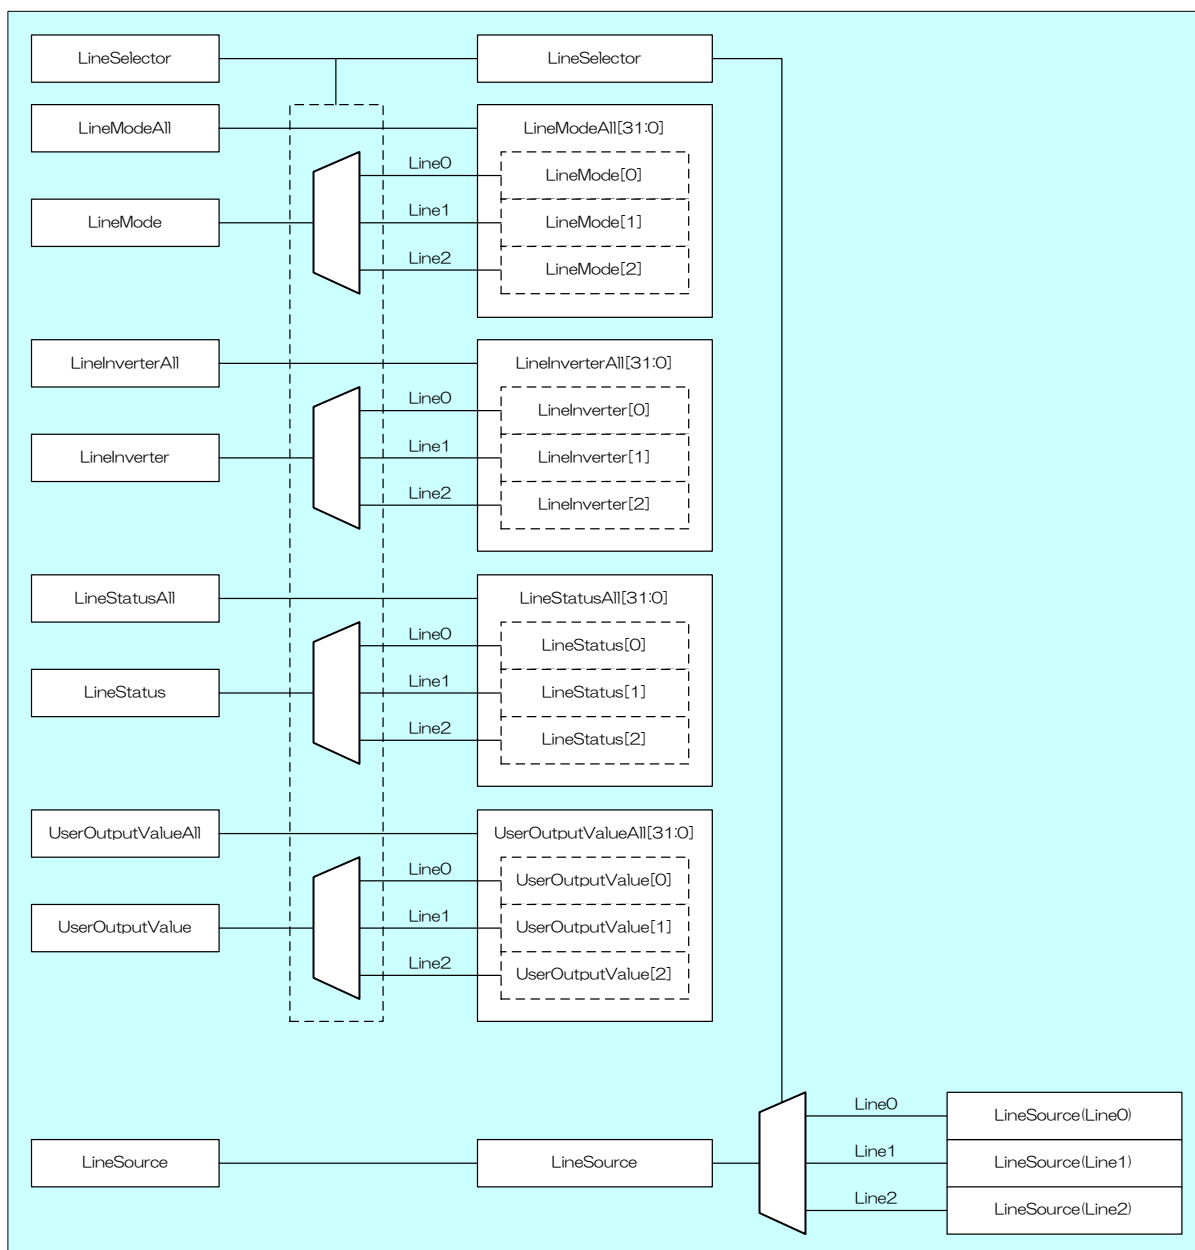 LineSelector
LineSelector
LineModeAll
LineModeAll[31:0]
Line0
LineMode[0]
LineMode
Line1
LineMode[1]
Line2
LineMode[2]
LineInverterAll
LineInverterAll[31:0]
Line0
LineInverter[0]
LineInverter
Line1
LineInverter[1]
Line2
LineInverter[2]
LineStatusAll
LineStatusAll[31:0]
Line0
LineStatus[0]
LineStatus
Line1
LineStatus[1]
Line2
LineStatus[2]
UserOutputValueAll
UserOutputValueAll[31:0]
Line0
UserOutputValue[0]
UserOutputValue
Line1
UserOutputValue[1]
Line2
UserOutputValue[2]
Line0
LineSource(Line0)
LineSource
LineSource
Line1
LineSource(Line1)
Line2
LineSource(Line2)